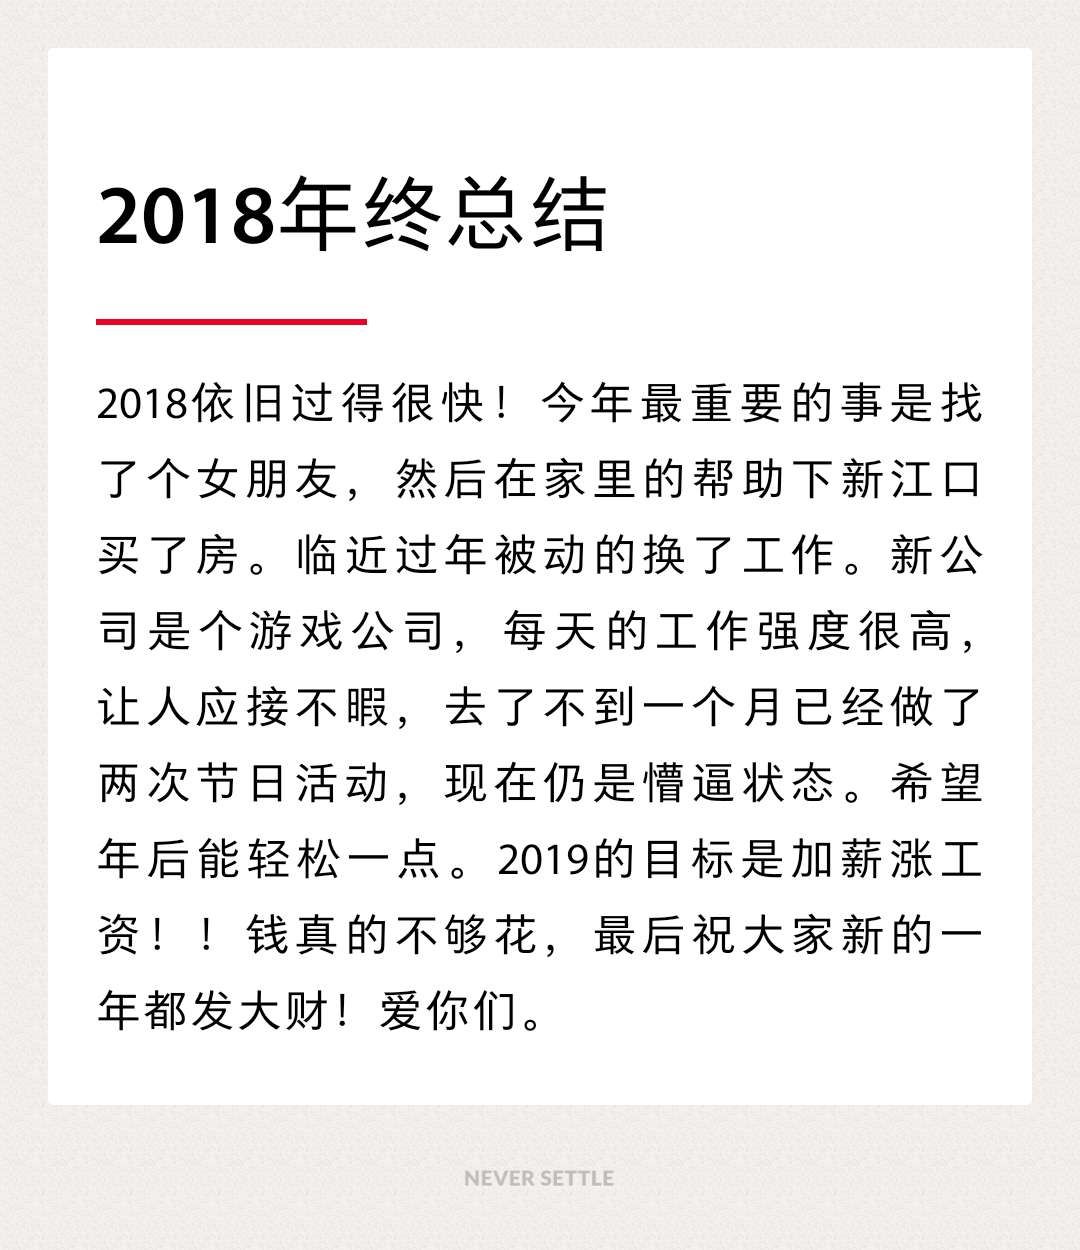 2018年终总结
2018依旧过得很快！今年最重要的事是找
了个女朋友，然后在家里的帮助下新江口
买了房。临近过年被动的换了工作。新公
司是个游戏公司，每天的工作强度很高，
让人应接不暇，去了不到一个月已经做了
两次节日活动，现在仍是懵逼状态。希望
年后能轻松一点。2019的目标是加薪涨工
资！！钱真的不够花，最后祝大家新的一
年都发大财！爱你们。
NEVER SETTLE